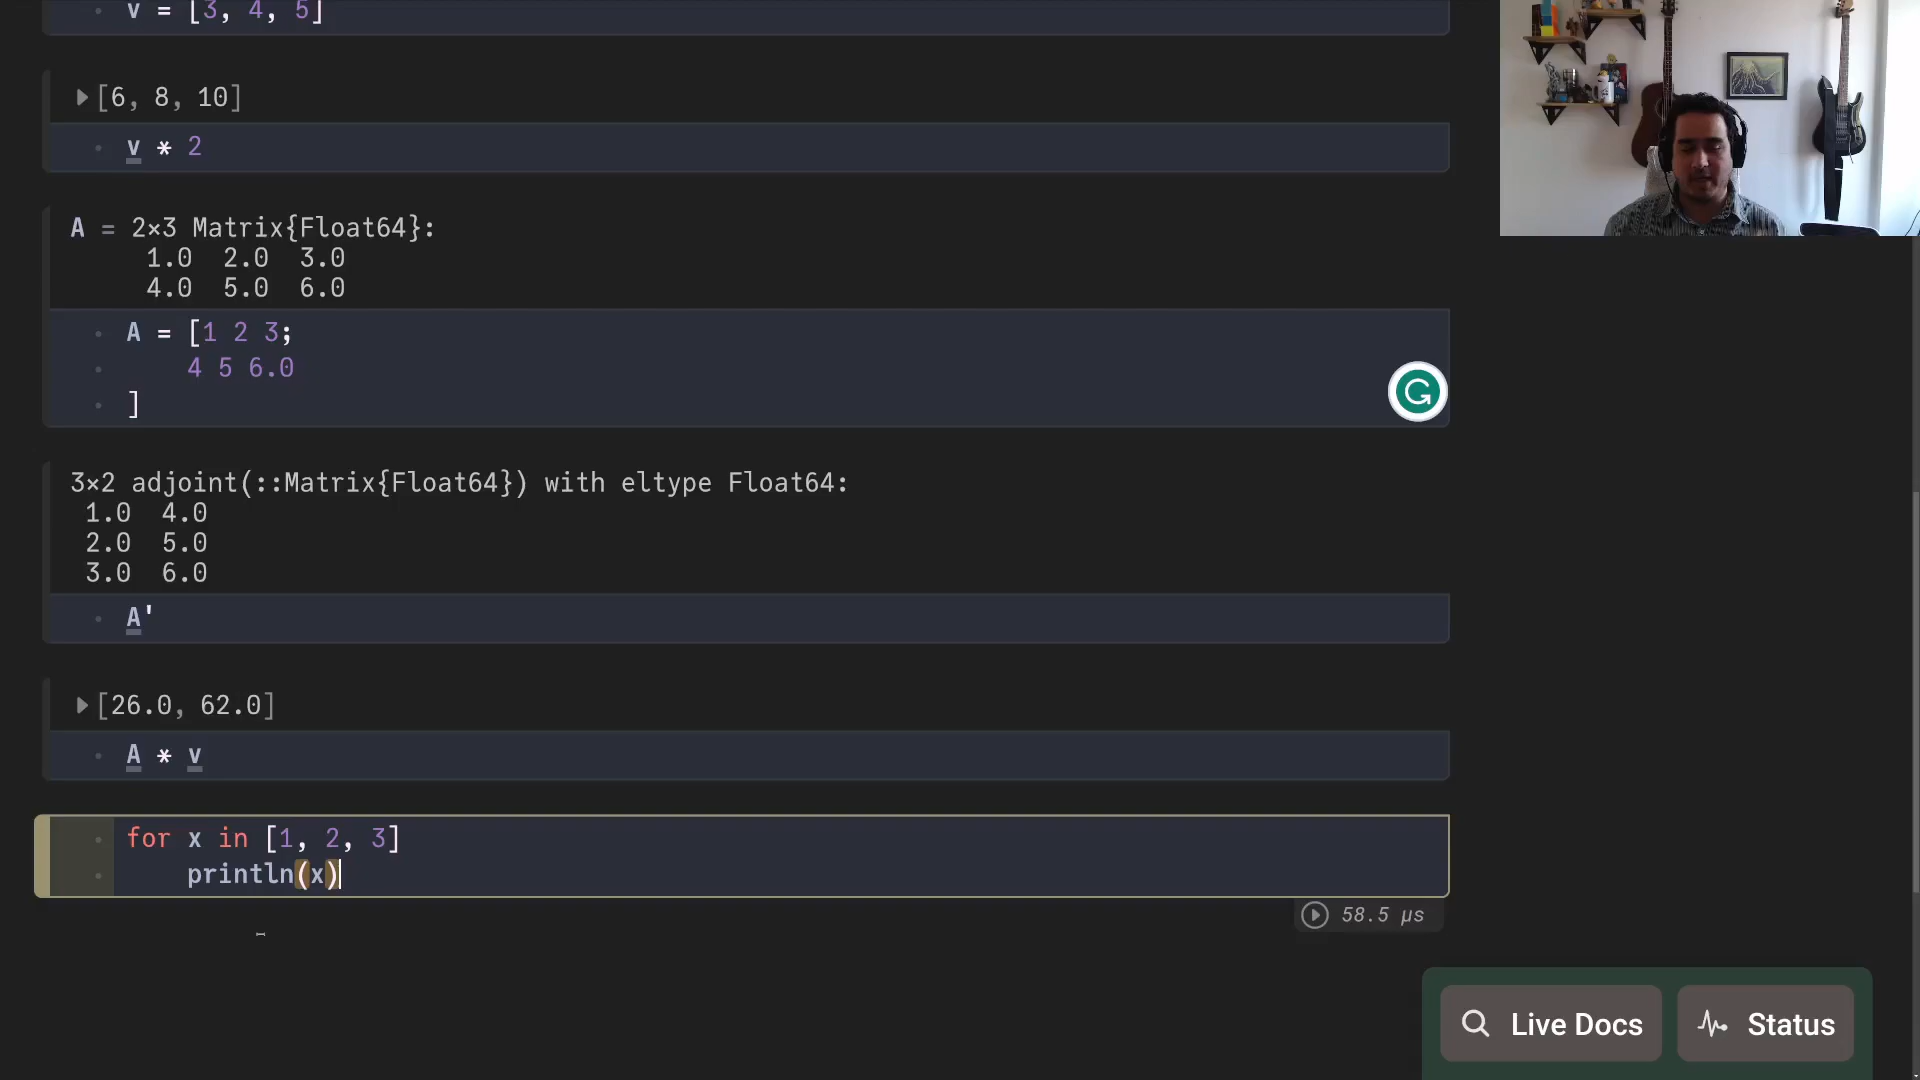 v = [3, 4, 5]
[6, 8, 10]
v * 2
A = 2×3 Matrix{Float64}:
1.0 2.0 3.0
4.0 5.0 6.0
A = [1 2 3;
4 5 6.0
]
3×2 adjoint(::Matrix{Float64}) with eltype Float64:
1.0 4.0
2.0 5.0
3.0 6.0
A'
[26.0, 62.0]
A * v
for x in [1, 2, 3]
println(x)
58.5 μs
Live Docs
Status